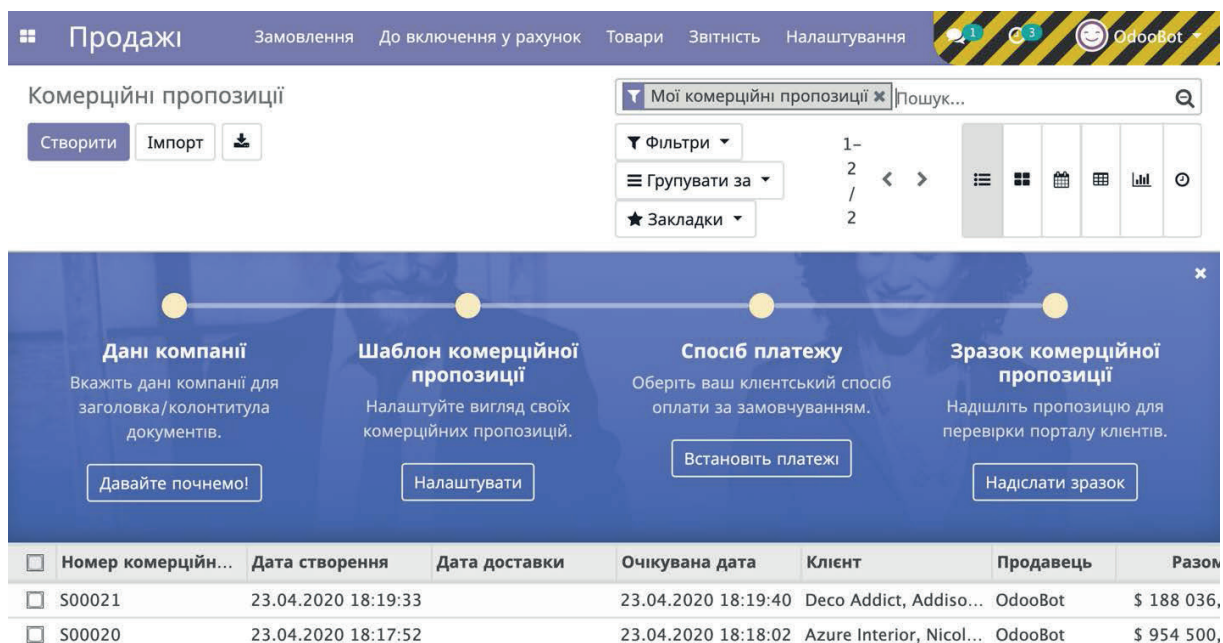 Продажі Замовлення До включення у рахунок Товари Звітність Налаштування 1 3 OdooBot
Комерційні пропозиції
Мої комерційні пропозиції Пошук...
Створити Імпорт
Фільтри
Групувати за
Закладки
1–
2
/
2
Дані компанії
Вкажіть дані компанії для
заголовка/колонтитула
документів.
Давайте почнемо!
Шаблон комерційної
пропозиції
Налаштуйте вигляд своїх
комерційних пропозицій.
Налаштувати
Спосіб платежу
Оберіть ваш клієнтський спосіб
оплати за замовчуванням.
Встановіть платежі
Зразок комерційної
пропозиції
Надішліть пропозицію для
перевірки порталу клієнтів.
Надіслати зразок
Номер комерційн... Дата створення Дата доставки Очікувана дата Клієнт Продавець Разом
S00021 23.04.2020 18:19:33 23.04.2020 18:19:40 Deco Addict, Addiso... OdooBot $ 188 036,
S00020 23.04.2020 18:17:52 23.04.2020 18:18:02 Azure Interior, Nicol... OdooBot $ 954 500,